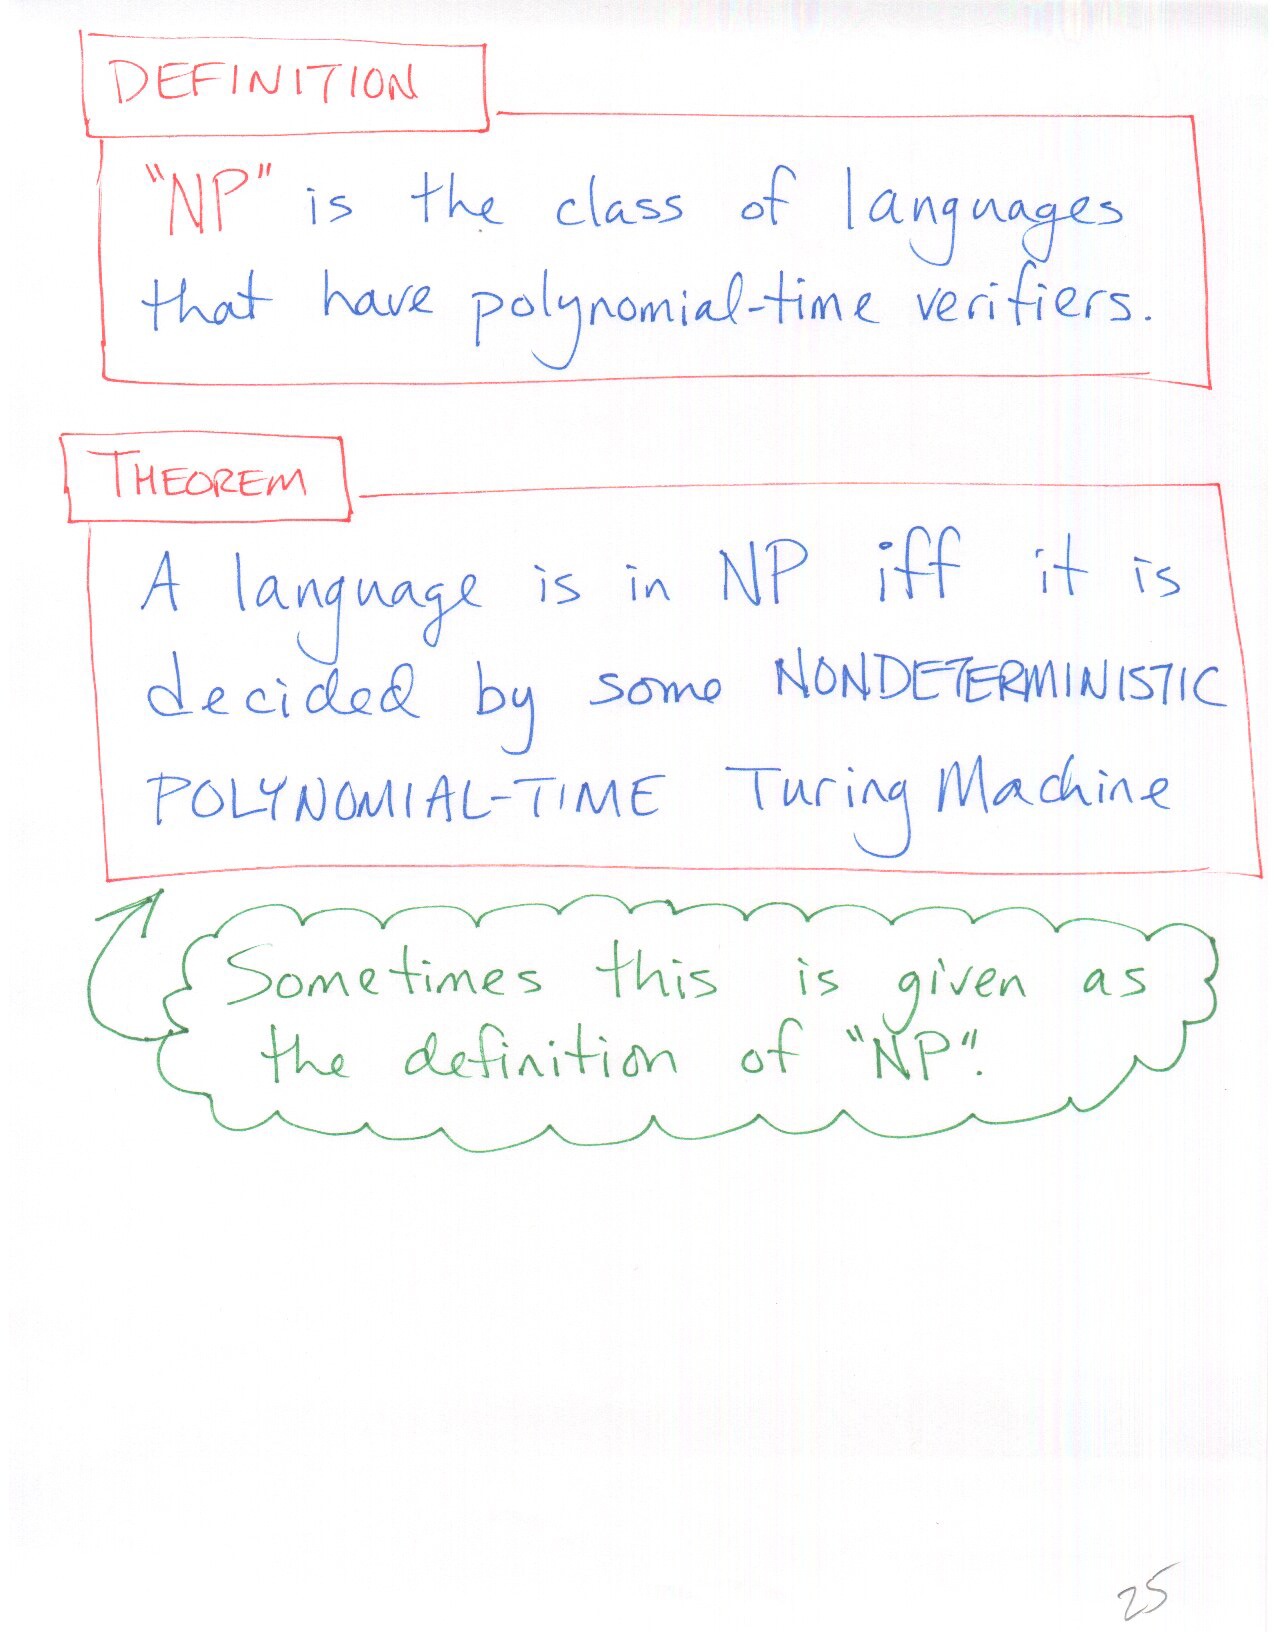 DEFINITION
"NP" is the class of languages
that have polynomial-time verifiers.
THEOREM
A language is in NP iff it is
decided by some NONDETERMINISTIC
POLYNOMIAL-TIME Turing Machine
Sometimes this is given as
the definition of "NP".
25